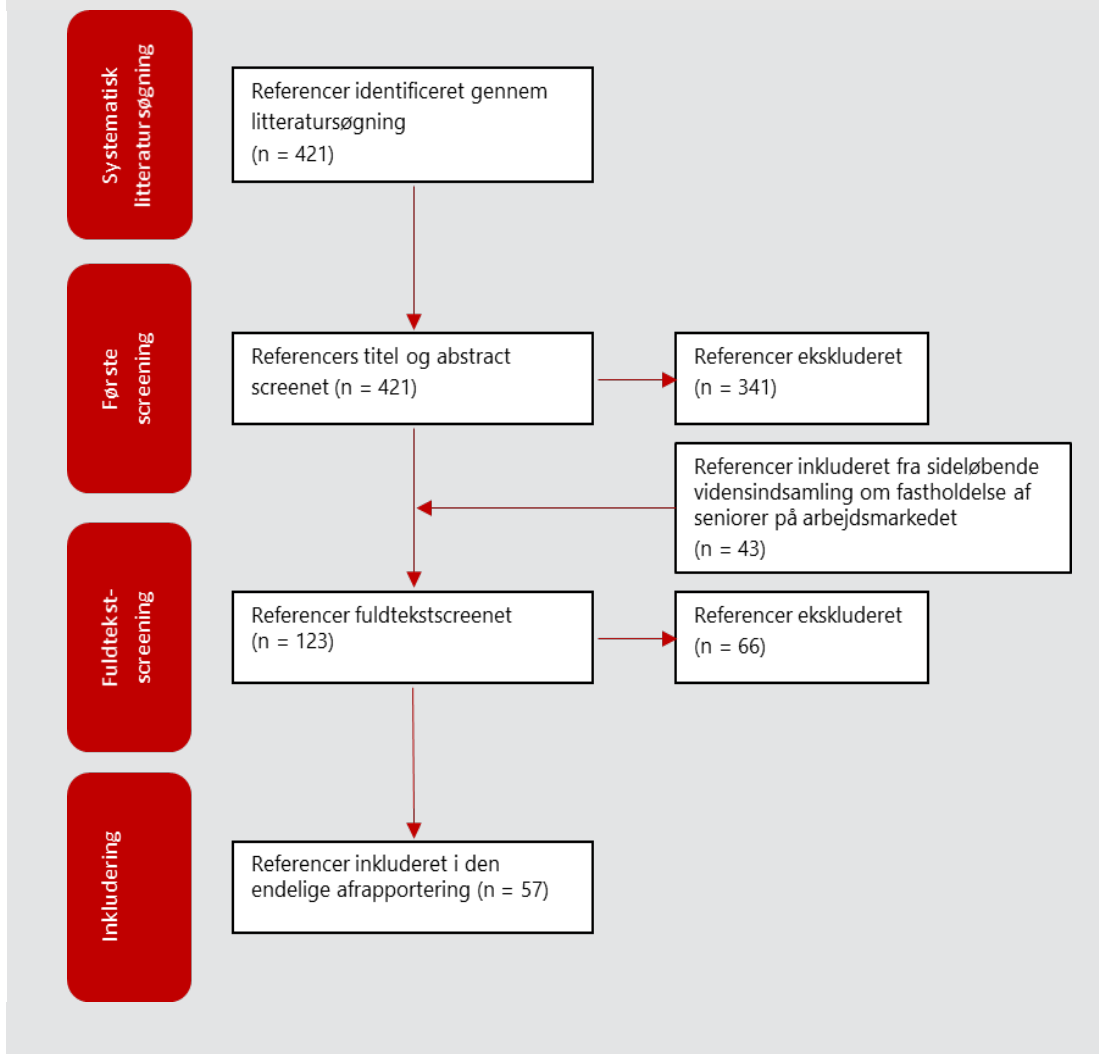 Systematisk
litteratursøgning
Referencer identificeret gennem
litteratursøgning
(n = 421)
Første
screening
Referencers titel og abstract
screenet (n = 421)
Referencer ekskluderet
(n = 341)
Referencer inkluderet fra sideløbende
vidensindsamling om fastholdelse af
seniorer på arbejdsmarkedet
(n = 43)
Fuldtekst-
screening
Referencer fuldtekstscreenet
(n = 123)
Referencer ekskluderet
(n = 66)
Inkludering
Referencer inkluderet i den
endelige afrapportering (n = 57)